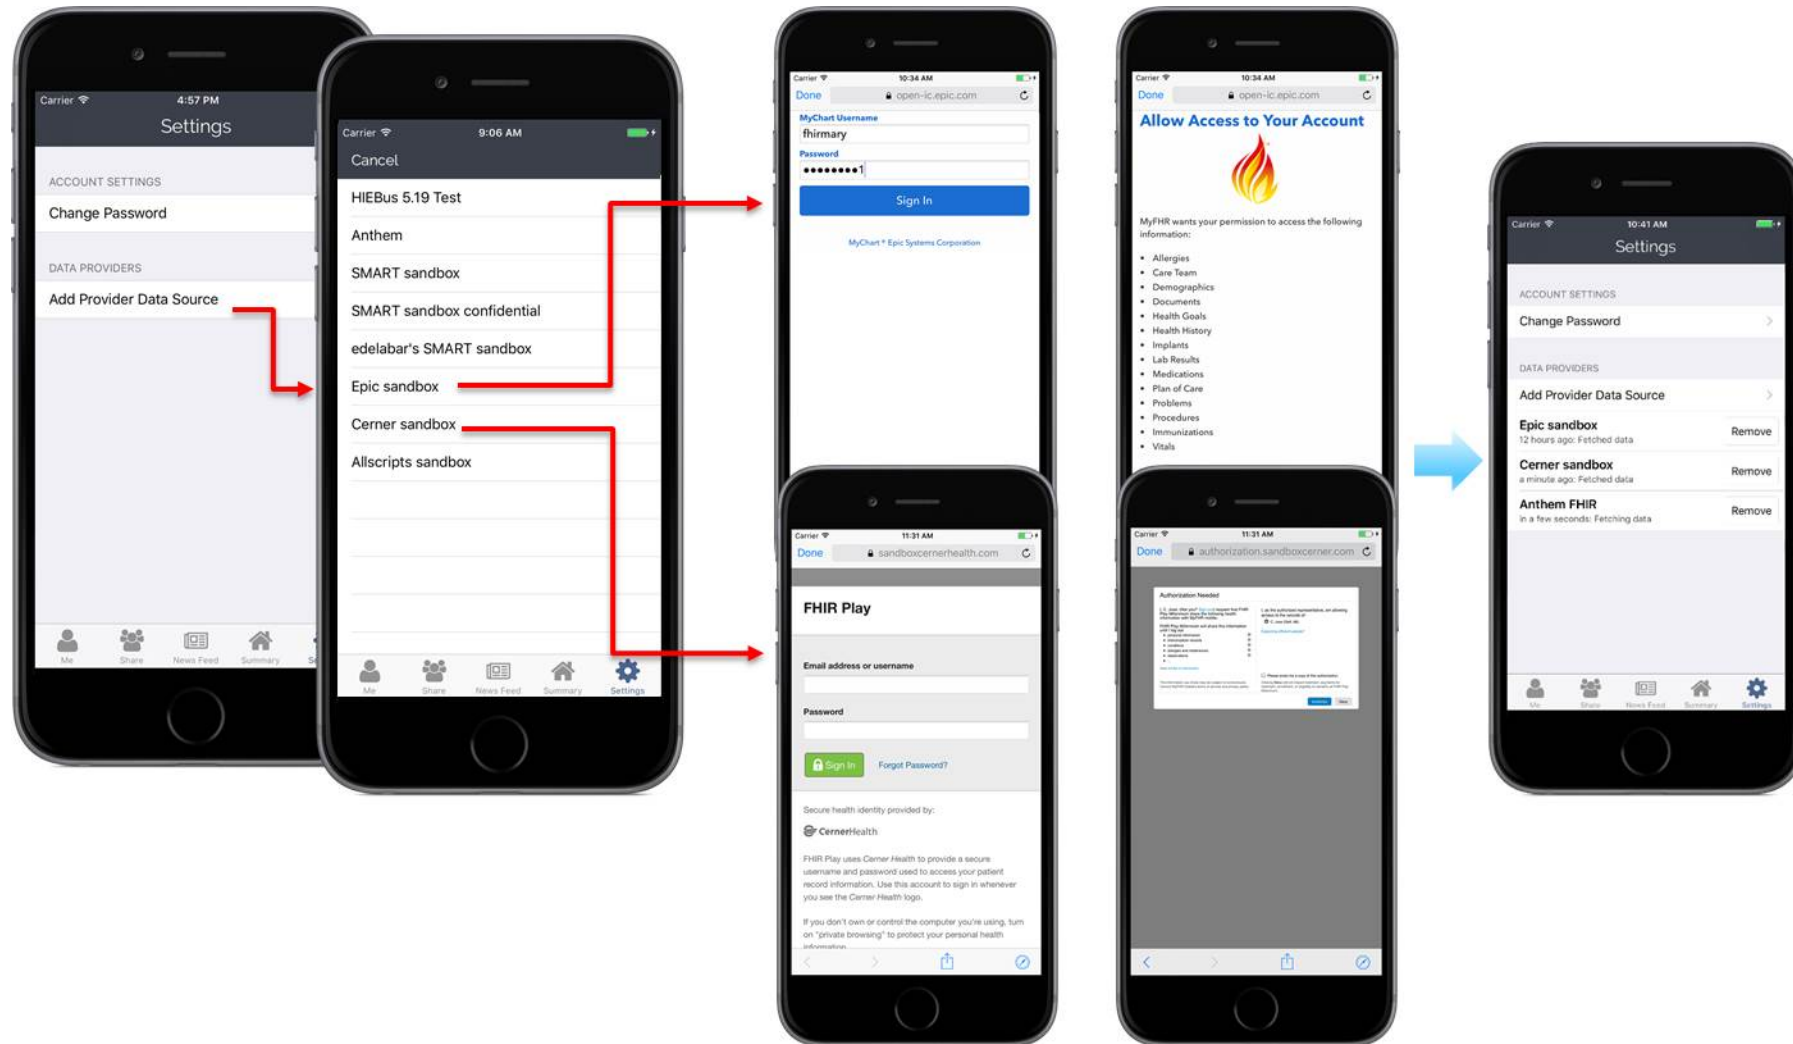 Carrier
4:57 PM
Settings
ACCOUNT SETTINGS
Change Password
DATA PROVIDERS
Add Provider Data Source
Me
Share
News Feed
Summary
Carrier
9:06 AM
Cancel
HIEBus 5.19 Test
Anthem
SMART sandbox
SMART sandbox confidential
edelabar's SMART sandbox
Epic sandbox
Cerner sandbox
Allscripts sandbox
Me
Share
News Feed
Summary
Settings
Carrier
10:34 AM
Done
open-ic.epic.com
MyChart Username
fhirmary
Password
●●●●●●●●1
Sign In
MyChart ® Epic Systems Corporation
Carrier
10:34 AM
Done
open-ic.epic.com
Allow Access to Your Account
MyFHR wants your permission to access the following
information:
• Allergies
• Care Team
• Demographics
• Documents
• Health Goals
• Health History
• Implants
• Lab Results
• Medications
• Plan of Care
• Problems
• Procedures
• Immunizations
• Vitals
Carrier
11:31 AM
Done
sandboxcernerhealth.com
FHIR Play
Email address or username
Password
Sign In
Forgot Password?
Secure health identity provided by:
CernerHealth
FHIR Play uses Cerner Health to provide a secure
username and password used to access your patient
record information. Use this account to sign in whenever
you see the Cerner Health logo.
If you don't own or control the computer you're using, turn
on "private browsing" to protect your personal health
information.
Carrier
11:31 AM
Done
authorization.sandboxcerner.com
Authorization Needed
Carrier
10:41 AM
Settings
ACCOUNT SETTINGS
Change Password
DATA PROVIDERS
Add Provider Data Source
Epic sandbox
12 hours ago: Fetched data
Remove
Cerner sandbox
a minute ago: Fetched data
Remove
Anthem FHIR
in a few seconds: Fetching data
Remove
Me
Share
News Feed
Summary
Settings